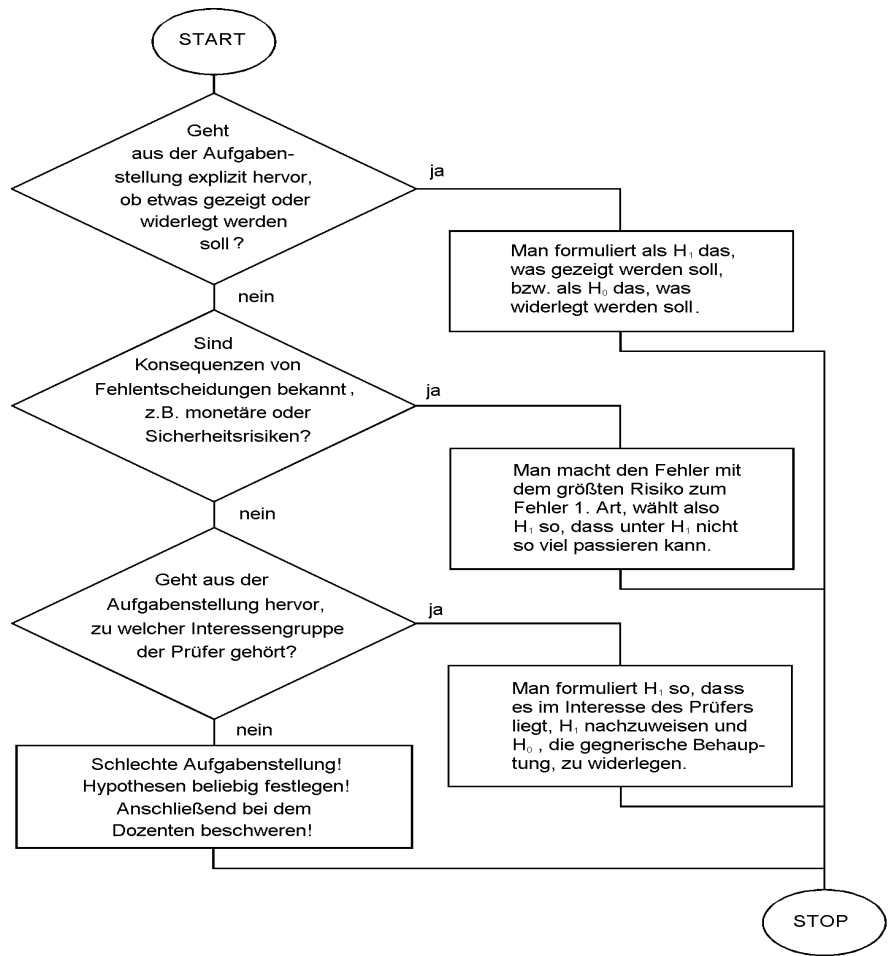 START
Geht
aus der Aufgaben-
stellung explizit hervor,
ob etwas gezeigt oder
widerlegt werden
soll?
ja
Man formuliert als H₁ das,
was gezeigt werden soll,
bzw. als H₀ das, was
widerlegt werden soll.
nein
Sind
Konsequenzen von
Fehlentscheidungen bekannt,
z.B. monetäre oder
Sicherheitsrisiken?
ja
Man macht den Fehler mit
dem größten Risiko zum
Fehler 1. Art, wählt also
H₁ so, dass unter H₁ nicht
so viel passieren kann.
nein
Geht aus der
Aufgabenstellung hervor,
zu welcher Interessengruppe
der Prüfer gehört?
ja
Man formuliert H₁ so, dass
es im Interesse des Prüfers
liegt, H₁ nachzuweisen und
H₀, die gegnerische Behaup-
tung, zu widerlegen.
nein
Schlechte Aufgabenstellung!
Hypothesen beliebig festlegen!
Anschließend bei dem
Dozenten beschweren!
STOP